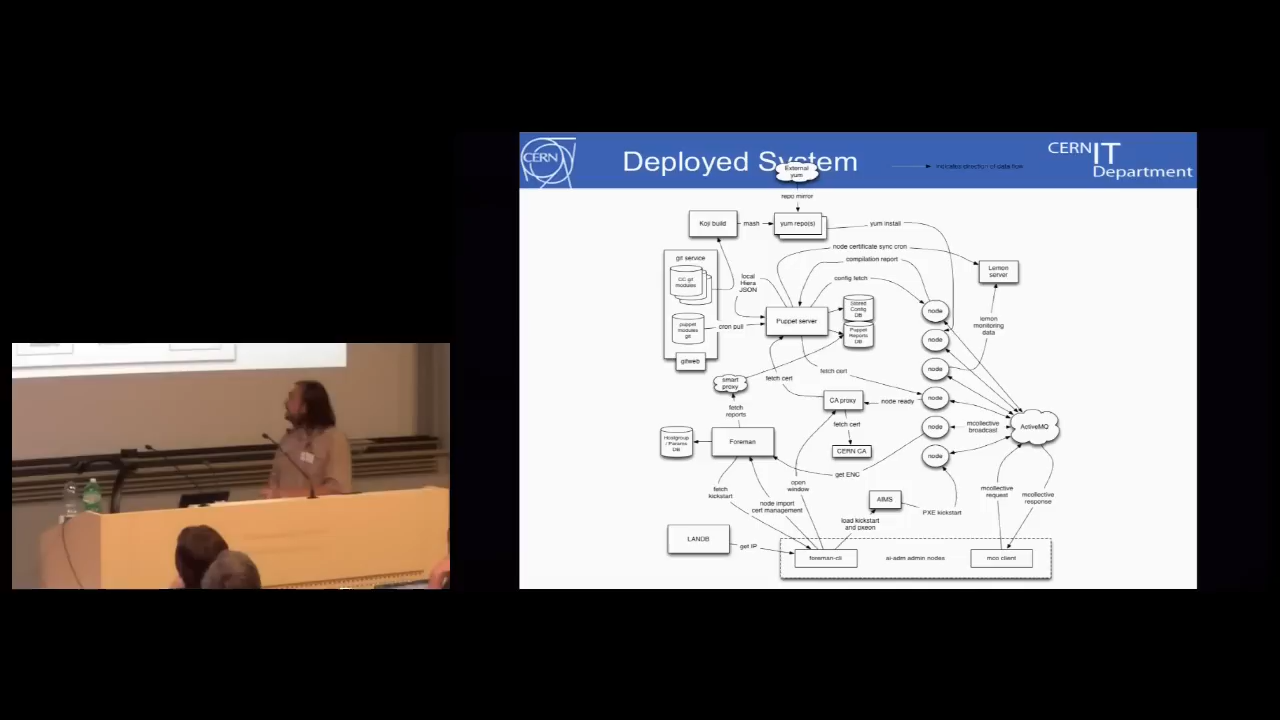 CERN
Deployed System
indication direction of data flow
CERN IT
Department
External
yum
repo mirror
Koji build
mash
yum repo(s)
yum install
node certificate sync cron
compilation report
config fetch
Lemon
server
git service
CC git
modules
local
Hiera
JSON
Puppet server
Stored
Config
DB
Puppet
Reports
DB
puppet
modules
git
cron pull
gitweb
node
node
node
node
node
node
lemon
monitoring
data
smart
proxy
fetch cert
fetch cert
CA proxy
node ready
fetch
reports
fetch cert
CERN CA
mcollective
broadcast
ActiveMQ
Hostgroup
/ Params
DB
Foreman
get ENC
fetch
kickstart
open
window
node import
cert management
AIMS
PXE kickstart
load kickstart
and pxeon
mcollective
request
mcollective
response
LANDB
get IP
foreman-cli
ai-adm admin nodes
mco client